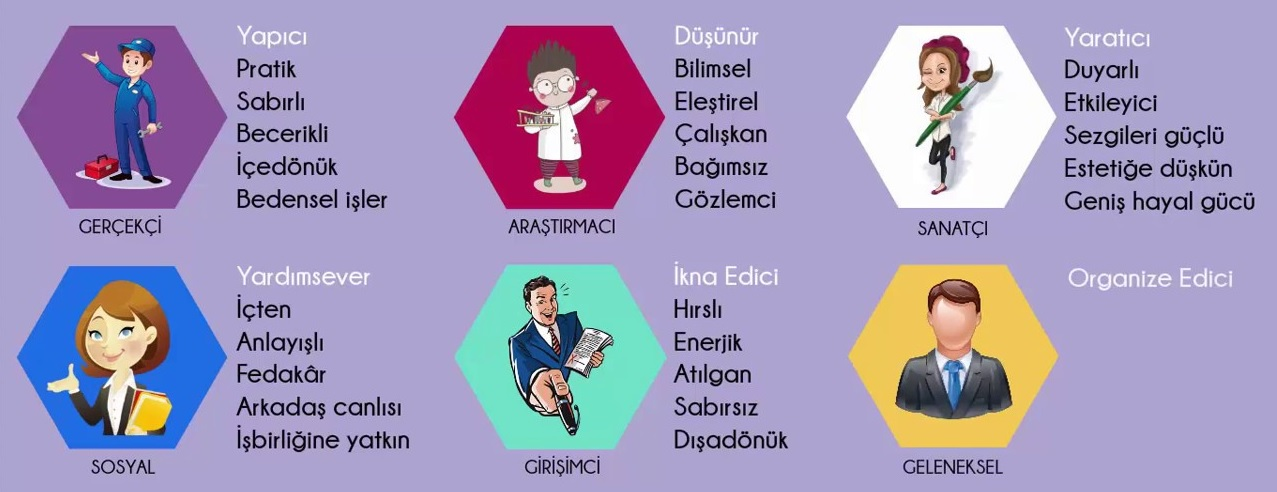 Yapıcı
Pratik
Sabırlı
Becerikli
İçedönük
Bedensel işler
GERÇEKÇİ
Düşünür
Bilimsel
Eleştirel
Çalışkan
Bağımsız
Gözlemci
ARAŞTIRMACI
Yaratıcı
Duyarlı
Etkileyici
Sezgileri güçlü
Estetiğe düşkün
Geniş hayal gücü
SANATÇI
Yardımsever
İçten
Anlayışlı
Fedakâr
Arkadaş canlısı
İşbirliğine yatkın
SOSYAL
İkna Edici
Hırslı
Enerjik
Atılgan
Sabırsız
Dışadönük
GİRİŞİMCİ
Organize Edici
GELENEKSEL